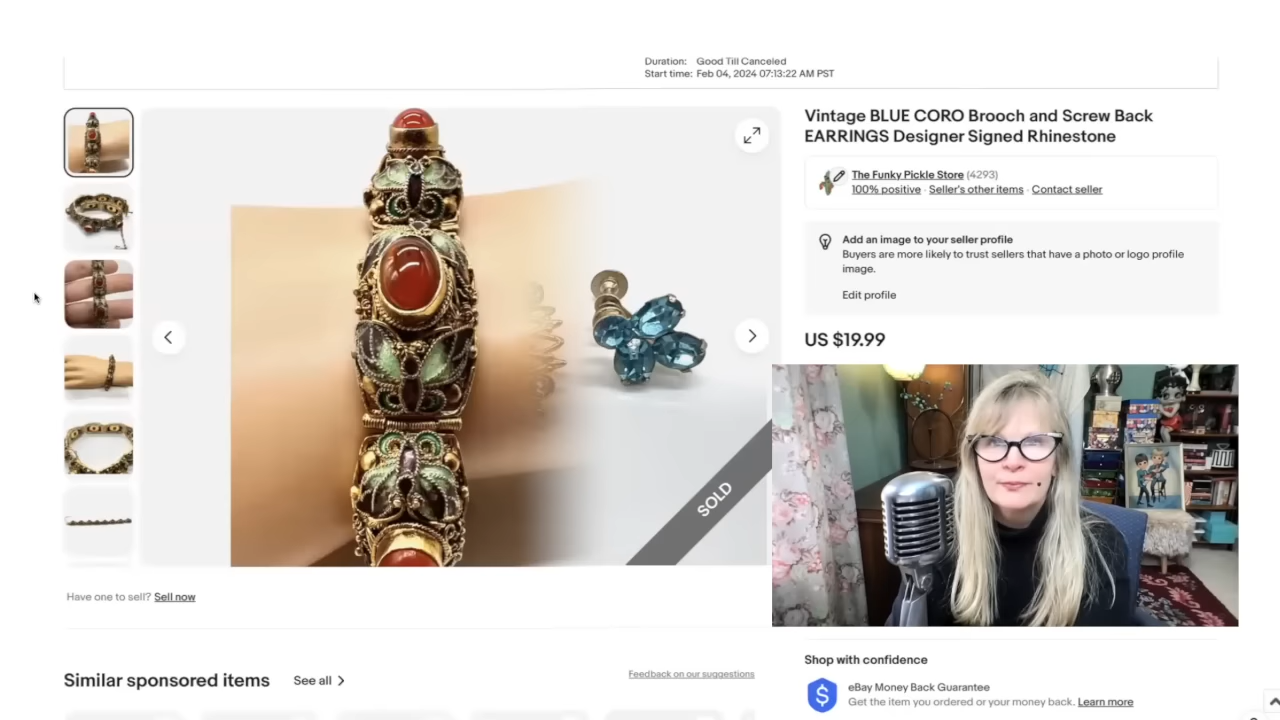 Duration: Good Till Canceled
Start time: Feb 04, 2024 07:13:22 AM PST
Vintage BLUE CORO Brooch and Screw Back
EARRINGS Designer Signed Rhinestone
The Funky Pickle Store (4293)
100% positive · Seller's other items · Contact seller
Add an image to your seller profile
Buyers are more likely to trust sellers that have a photo or logo profile
image.
Edit profile
US $19.99
SOLD
Have one to sell? Sell now
Similar sponsored items See all
Feedback on our suggestions
Shop with confidence
eBay Money Back Guarantee
Get the item you ordered or your money back. Learn more